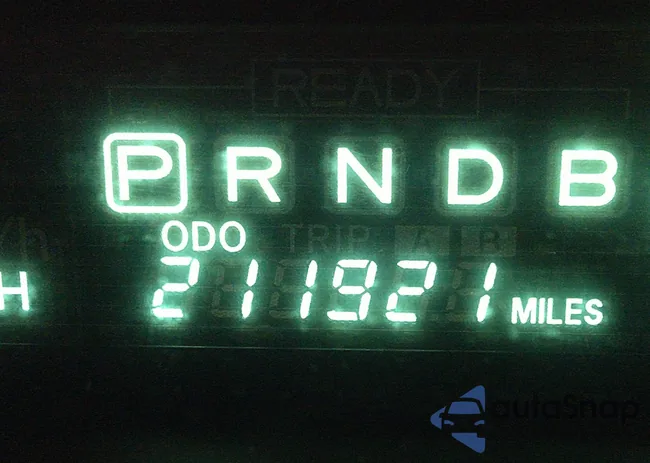 READY
P R N D B
ODO TRIP A B
H 211921 MILES
autoSnap